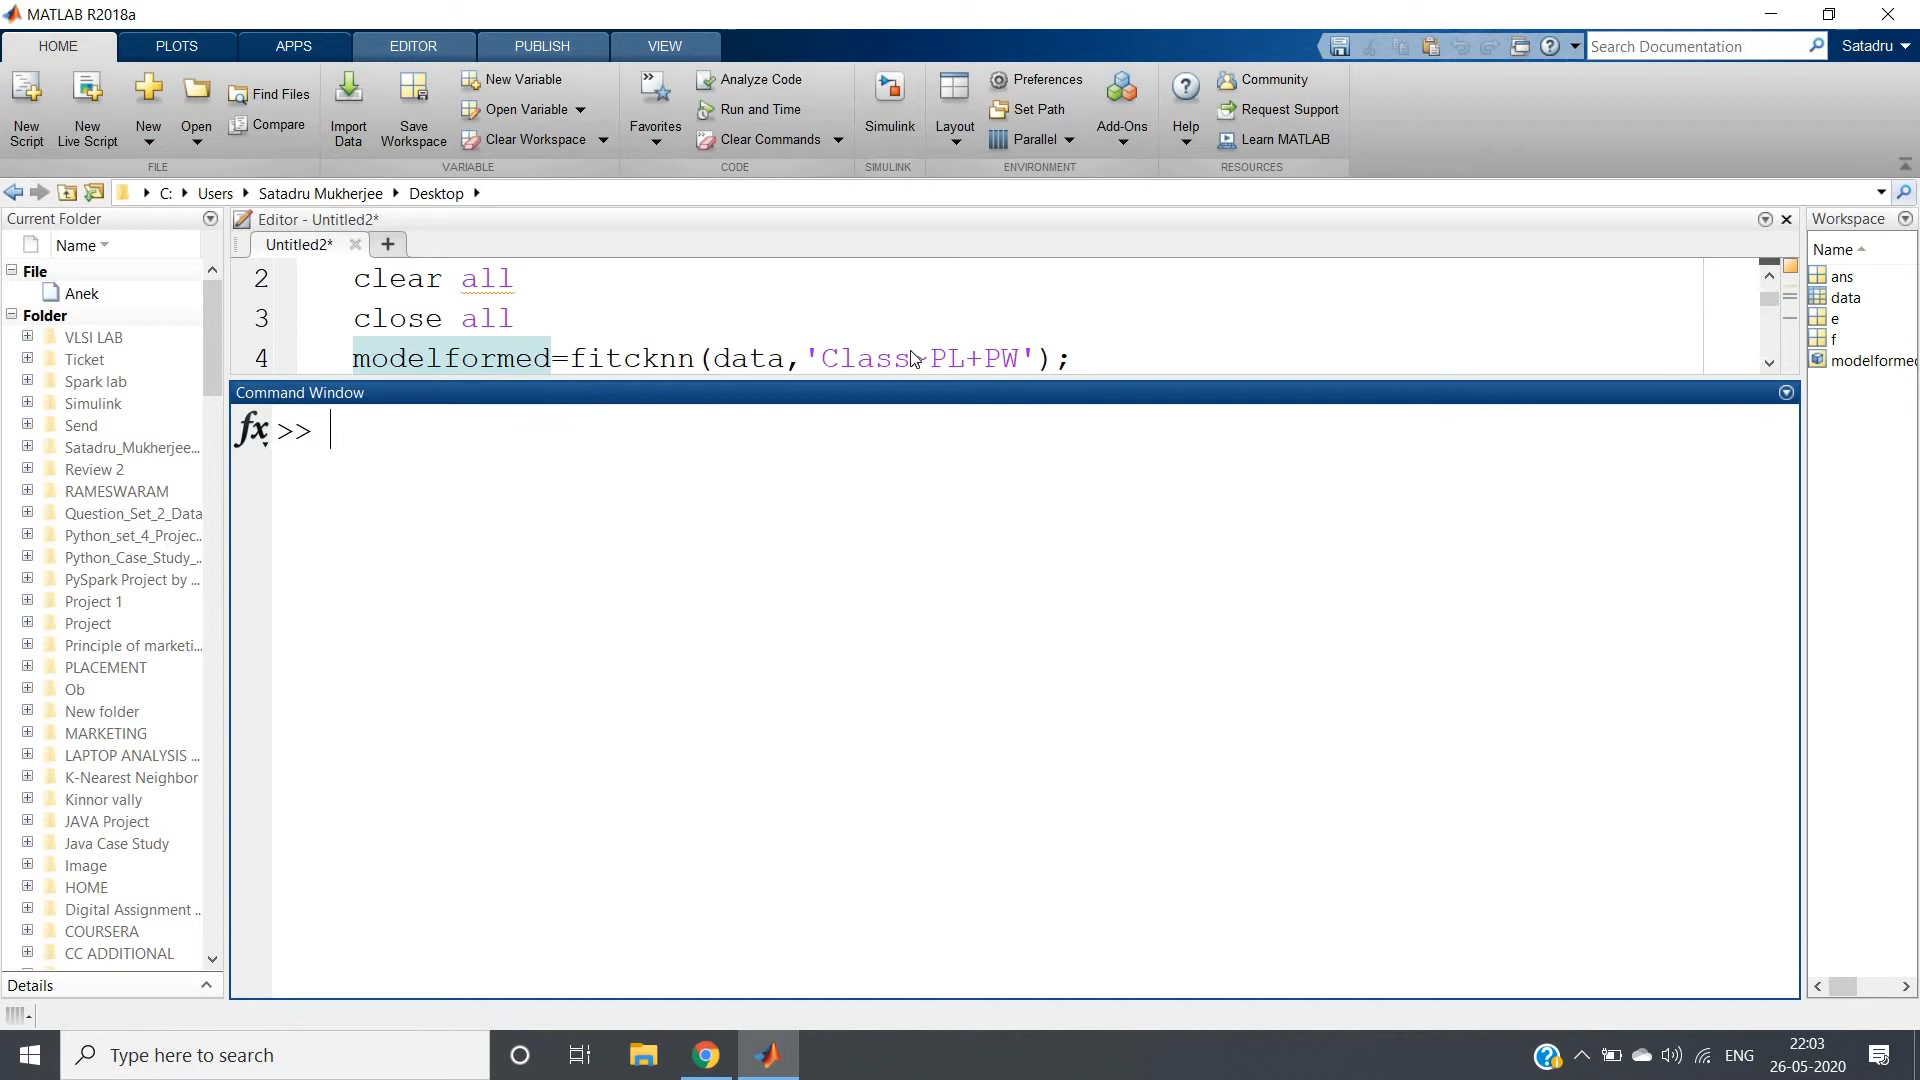 MATLAB R2018a
HOME PLOTS APPS EDITOR PUBLISH VIEW Search Documentation Satadru
New Script
New Live Script
New
Open
Find Files
Compare
FILE
Import Data
Save Workspace
New Variable
Open Variable
Clear Workspace
VARIABLE
Favorites
Analyze Code
Run and Time
Clear Commands
CODE
Simulink
SIMULINK
Layout
Preferences
Set Path
Parallel
Add-Ons
ENVIRONMENT
Help
Community
Request Support
Learn MATLAB
RESOURCES
C: Users Satadru Mukherjee Desktop
Current Folder
Name
File
Anek
Folder
VLSI LAB
Ticket
Spark lab
Simulink
Send
Satadru_Mukherjee...
Review 2
RAMESWARAM
Question_Set_2_Data
Python_set_4_Projec...
Python_Case_Study_...
PySpark Project by ...
Project 1
Project
Principle of marketi...
PLACEMENT
Ob
New folder
MARKETING
LAPTOP ANALYSIS ...
K-Nearest Neighbor
Kinnor vally
JAVA Project
Java Case Study
Image
HOME
Digital Assignment ...
COURSERA
CC ADDITIONAL
Details
Editor - Untitled2*
Untitled2*
2 clear all
3 close all
4 modelformed=fitcknn(data,'Class~PL+PW');
Command Window
fx >>
Workspace
Name
ans
data
e
f
modelformed
Type here to search
ENG
22:03
26-05-2020